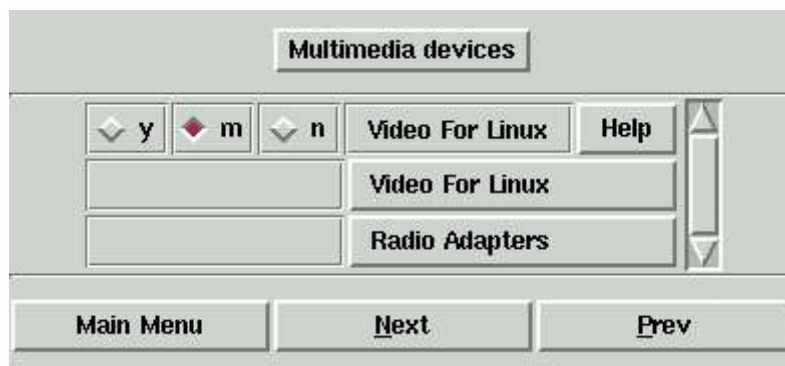 Multimedia devices
y m n Video For Linux Help
Video For Linux
Radio Adapters
Main Menu Next Prev